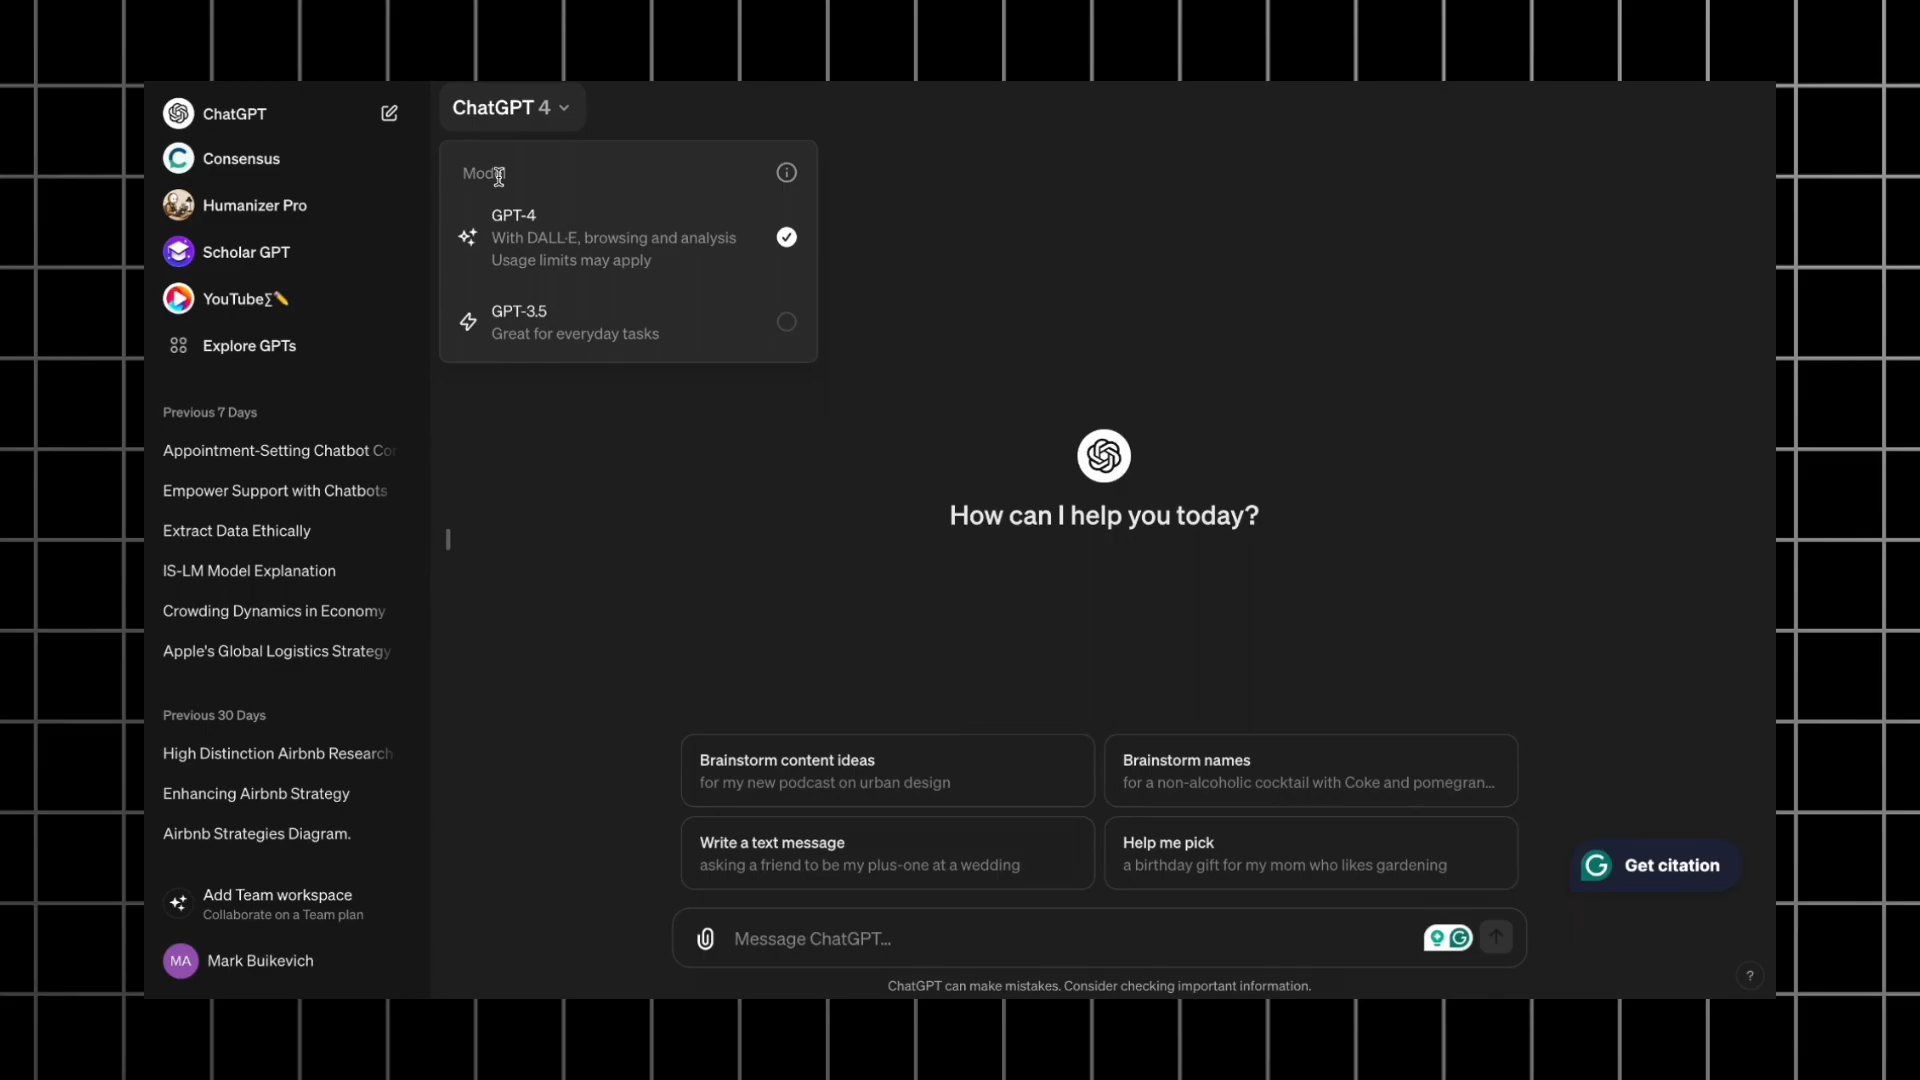 ChatGPT
Consensus
Humanizer Pro
Scholar GPT
YouTube∑✏️
Explore GPTs
Previous 7 Days
Appointment-Setting Chatbot
Empower Support with Chatbots
Extract Data Ethically
IS-LM Model Explanation
Crowding Dynamics in Economy
Apple's Global Logistics Strategy
Previous 30 Days
High Distinction Airbnb Research
Enhancing Airbnb Strategy
Airbnb Strategies Diagram.
Add Team workspace
Collaborate on a Team plan
MA
Mark Buikevich
ChatGPT 4
Model
GPT-4
With DALL·E, browsing and analysis
Usage limits may apply
GPT-3.5
Great for everyday tasks
How can I help you today?
Brainstorm content ideas
for my new podcast on urban design
Brainstorm names
for a non-alcoholic cocktail with Coke and pomegran...
Write a text message
asking a friend to be my plus-one at a wedding
Help me pick
a birthday gift for my mom who likes gardening
Get citation
Message ChatGPT...
ChatGPT can make mistakes. Consider checking important information.
?